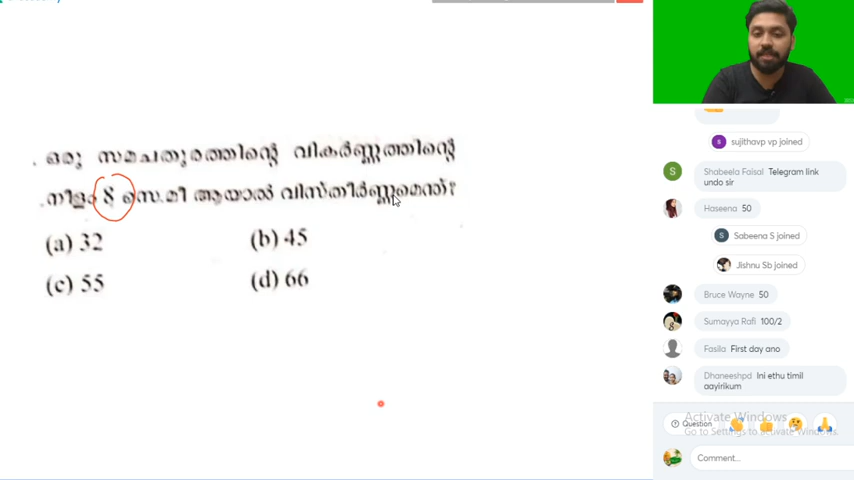 ഒരു സമചതുരത്തിന്റെ വികർണ്ണത്തിന്റെ
നീളം 8 സെ.മീ ആയാൽ വിസ്തീർണ്ണമെന്ത്?
(a) 32
(b) 45
(c) 55
(d) 66
sujithavp vp joined
Shabeela Faisal Telegram link
undo sir
Haseena 50
Sabeena S joined
Jishnu Sb joined
Bruce Wayne 50
Sumayya Rafi 100/2
Fasila First day ano
Dhaneeshpd Ini ethu timil
aayirikum
Activate Windows
Question
Go to Settings to activate Windows.
Comment...